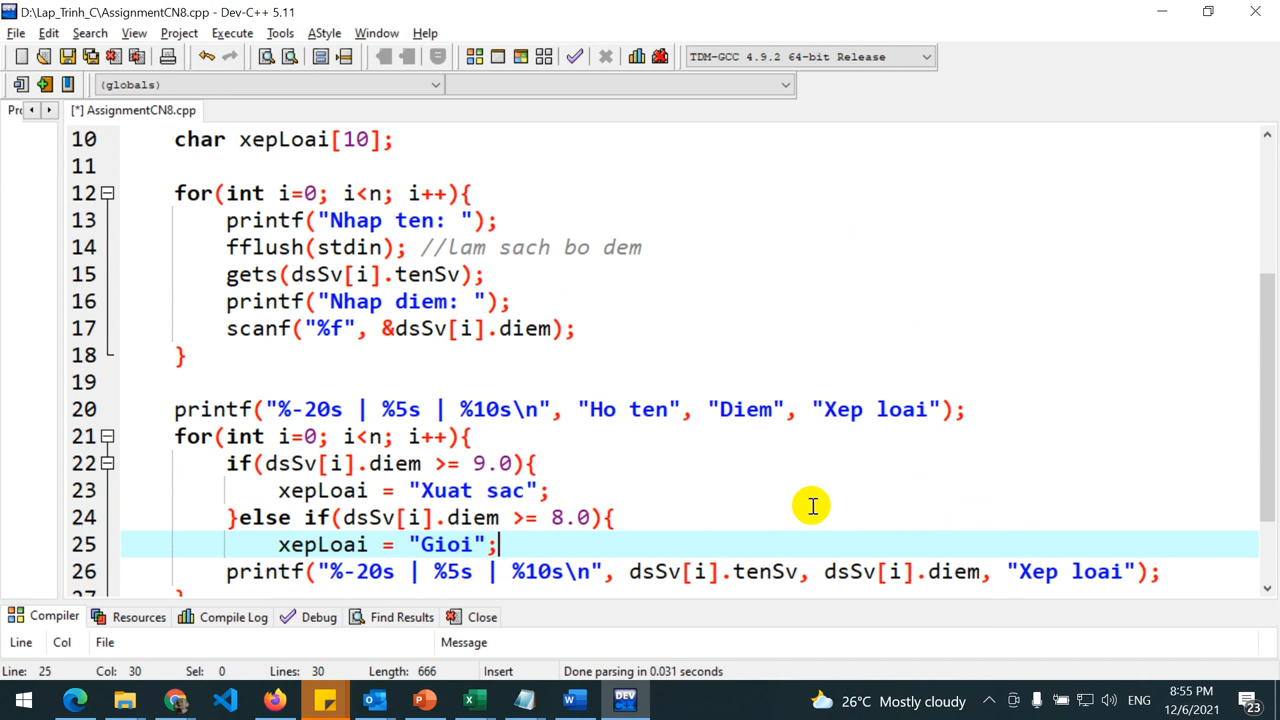 D:\Lap_Trinh_C\AssignmentCN8.cpp - Dev-C++ 5.11
File Edit Search View Project Execute Tools AStyle Window Help
TDM-GCC 4.9.2 64-bit Release
(globals)
[*] AssignmentCN8.cpp
10 char xepLoai[10];
11
12 for(int i=0; i<n; i++){
13 printf("Nhap ten: ");
14 fflush(stdin); //lam sach bo dem
15 gets(dsSv[i].tenSv);
16 printf("Nhap diem: ");
17 scanf("%f", &dsSv[i].diem);
18 }
19
20 printf("%-20s | %5s | %10s\n", "Ho ten", "Diem", "Xep loai");
21 for(int i=0; i<n; i++){
22 if(dsSv[i].diem >= 9.0){
23 xepLoai = "Xuat sac";
24 }else if(dsSv[i].diem >= 8.0){
25 xepLoai = "Gioi";
26 printf("%-20s | %5s | %10s\n", dsSv[i].tenSv, dsSv[i].diem, "Xep loai");
Compiler Resources Compile Log Debug Find Results Close
Line Col File Message
Line: 25 Col: 30 Sel: 0 Lines: 30 Length: 666 Insert Done parsing in 0.031 seconds
26°C Mostly cloudy ENG 8:55 PM
12/6/2021 23